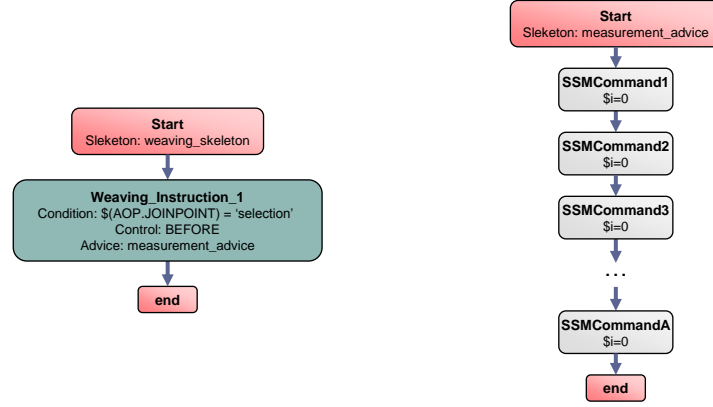 Start
Sleketon: weaving_skeleton
Weaving_Instruction_1
Condition: $(AOP.JOINPOINT) = ‘selection’
Control: BEFORE
Advice: measurement_advice
end
Start
Sleketon: measurement_advice
SSMCommand1
$i=0
SSMCommand2
$i=0
SSMCommand3
$i=0
...
SSMCommandA
$i=0
end